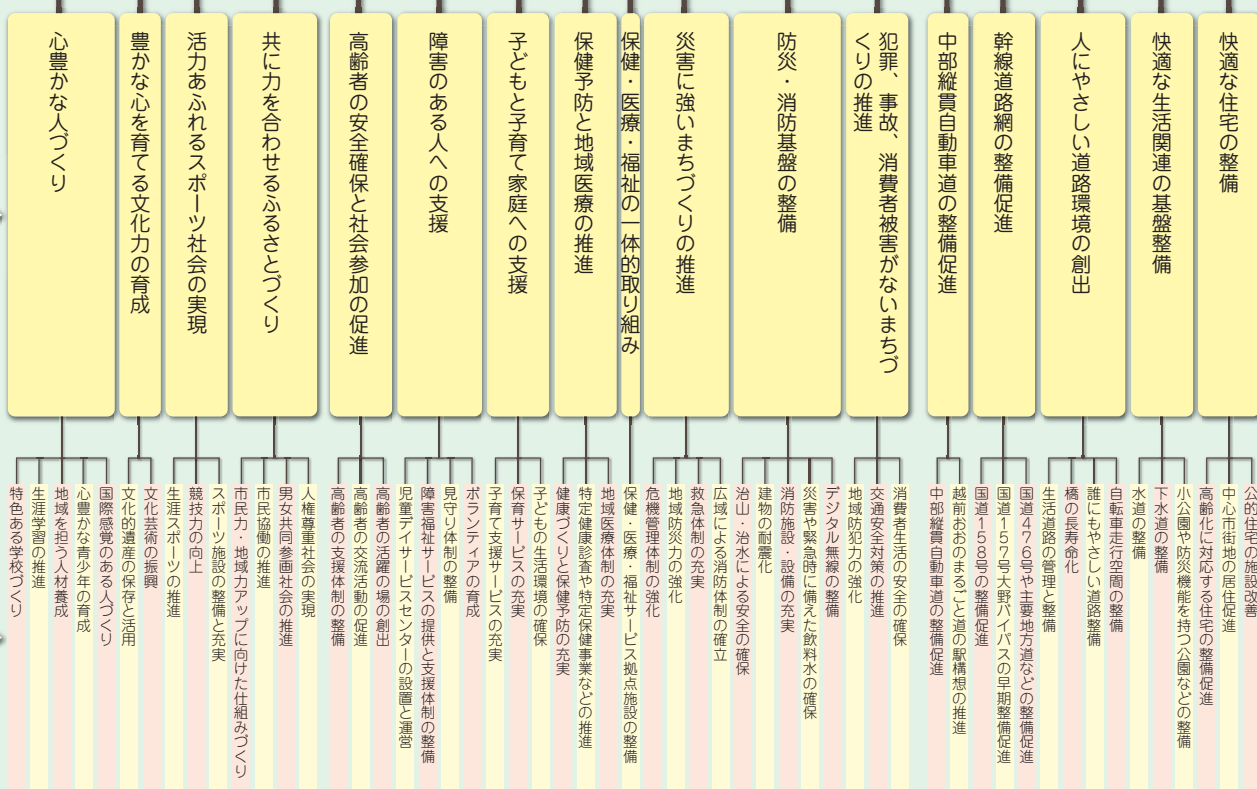 快適な住宅の整備
快適な生活関連の基盤整備
人にやさしい道路環境の創出
幹線道路網の整備促進
中部縦貫自動車道の整備促進
犯罪、事故、消費者被害がないまちづ
くりの推進
防災・消防基盤の整備
災害に強いまちづくりの推進
保健・医療・福祉の一体的取り組み
保健予防と地域医療の推進
子どもと子育て家庭への支援
障害のある人への支援
高齢者の安全確保と社会参加の促進
共に力を合わせるふるさとづくり
活力あふれるスポーツ社会の実現
豊かな心を育てる文化力の育成
心豊かな人づくり
公的住宅の施設改善
中心市街地の居住促進
高齢化に対応する住宅の整備促進
小公園や防災機能を持つ公園などの整備
下水道の整備
水道の整備
自転車走行空間の整備
誰にもやさしい道路整備
橋の長寿命化
生活道路の管理と整備
国道476号や主要地方道などの整備促進
国道157号大野バイパスの早期整備促進
国道158号の整備促進
越前おおのまるごと道の駅構想の推進
中部縦貫自動車道の整備促進
消費者生活の安全の確保
交通安全対策の推進
地域防犯力の強化
デジタル無線の整備
災害や緊急時に備えた飲料水の確保
消防施設・設備の充実
建物の耐震化
治山・治水による安全の確保
広域による消防体制の確立
救急体制の充実
地域防災力の強化
危機管理体制の強化
保健・医療・福祉サービス拠点施設の整備
地域医療体制の充実
特定健康診査や特定保健事業などの推進
健康づくりと保健予防の充実
子どもの生活環境の確保
保育サービスの充実
子育て支援サービスの充実
ボランティアの育成
見守り体制の整備
障害福祉サービスの提供と支援体制の整備
児童デイサービスセンターの設置と運営
高齢者の活躍の場の創出
高齢者の交流活動の促進
高齢者の支援体制の整備
人権尊重社会の実現
男女共同参画社会の推進
市民協働の推進
市民力・地域力アップに向けた仕組みづくり
スポーツ施設の整備と充実
競技力の向上
生涯スポーツの推進
文化芸術の振興
文化的遺産の保存と活用
国際感覚のある人づくり
心豊かな青少年の育成
地域を担う人材養成
生涯学習の推進
特色ある学校づくり